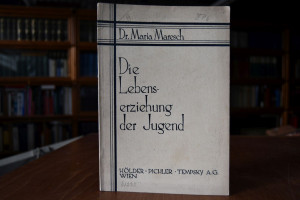 Dr. Maria Maresch
Die
Lebens-
erziehung
der Jugend
HÖLDER-PICHLER-TEMPSKY A.G.
WIEN